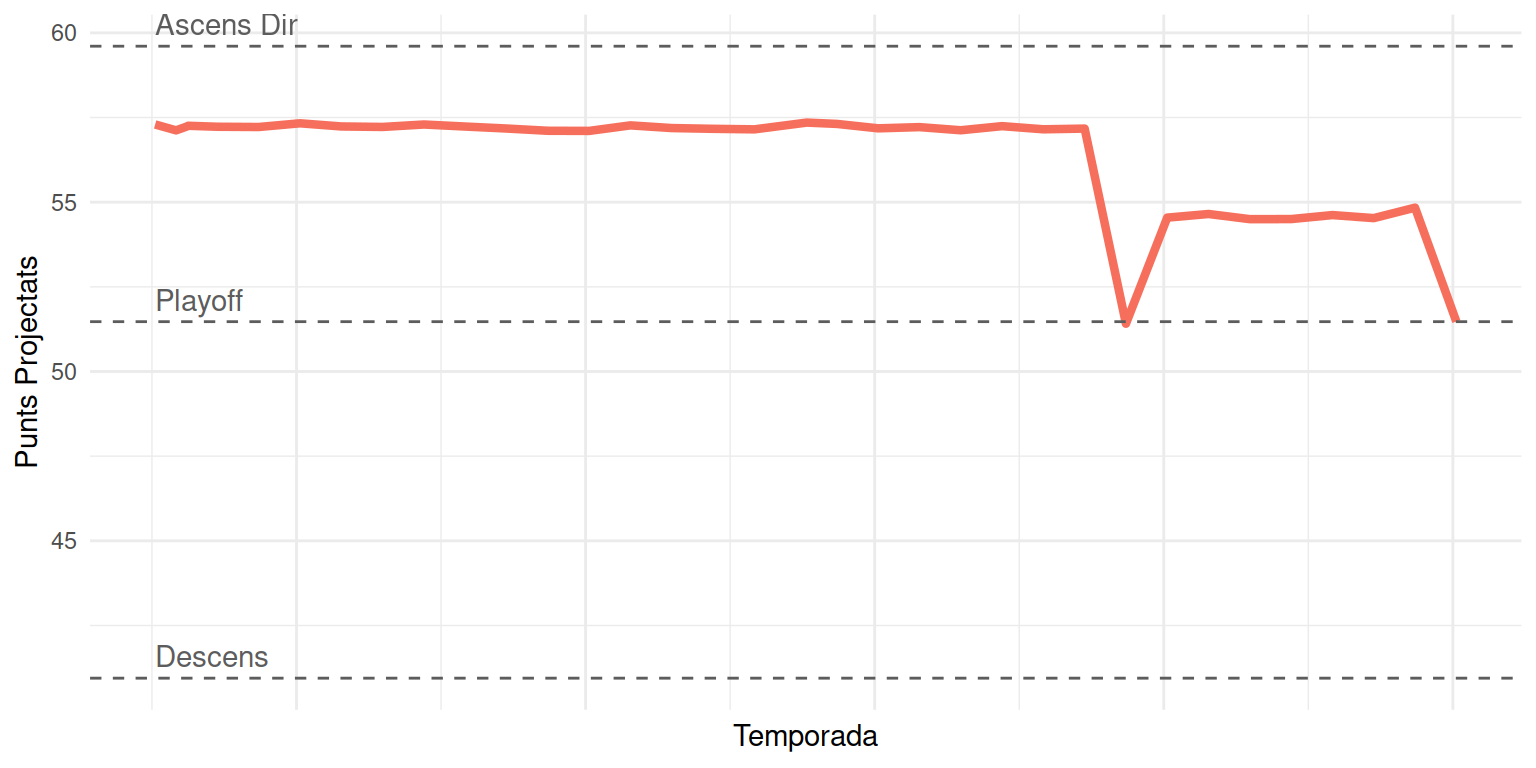 Ascens Dir
60
55
Playoff
50
45
Descens
Punts Projectats
Temporada